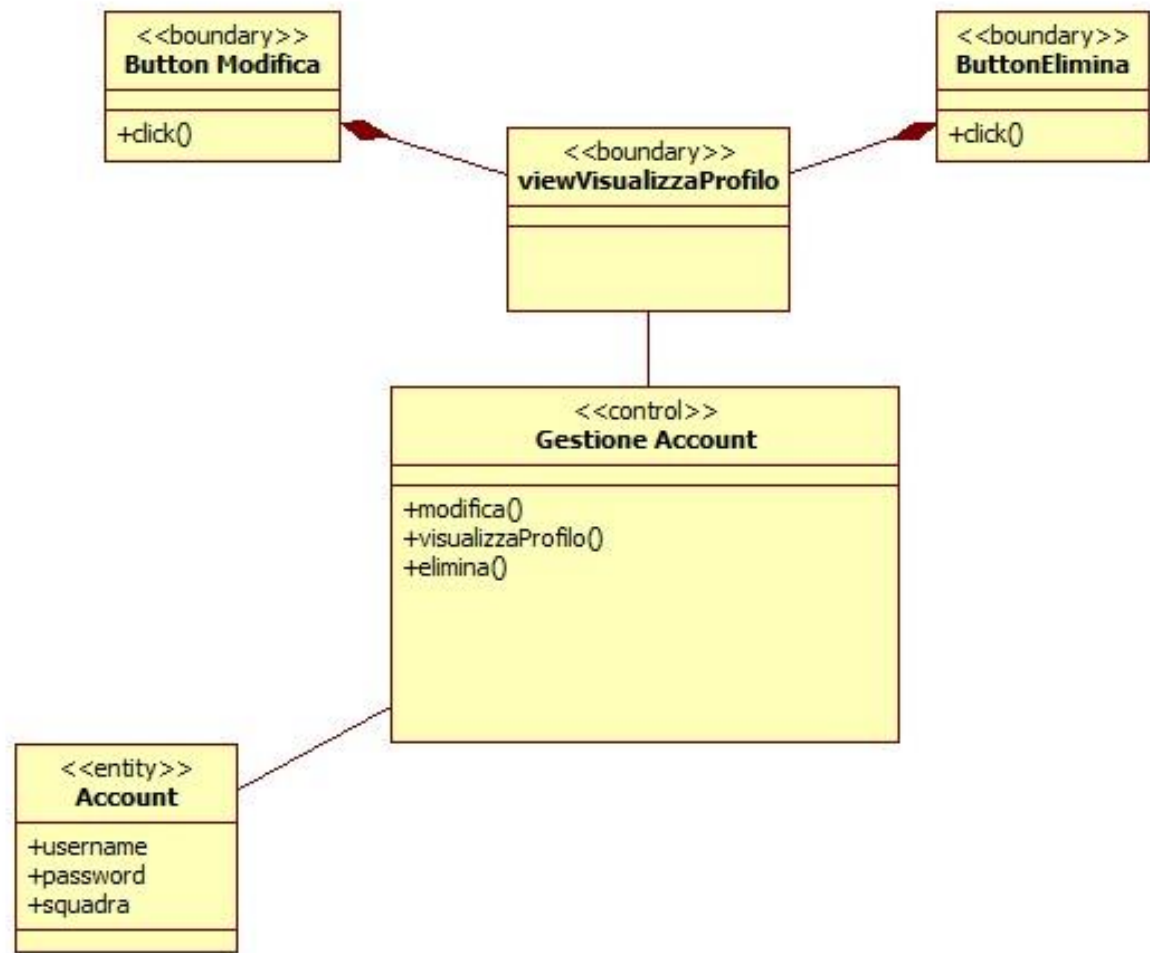 <<boundary>>
Button Modifica
+click()
<<boundary>>
ButtonElimina
+click()
<<boundary>>
viewVisualizzaProfilo
<<control>>
Gestione Account
+modifica()
+visualizzaProfilo()
+elimina()
<<entity>>
Account
+username
+password
+squadra